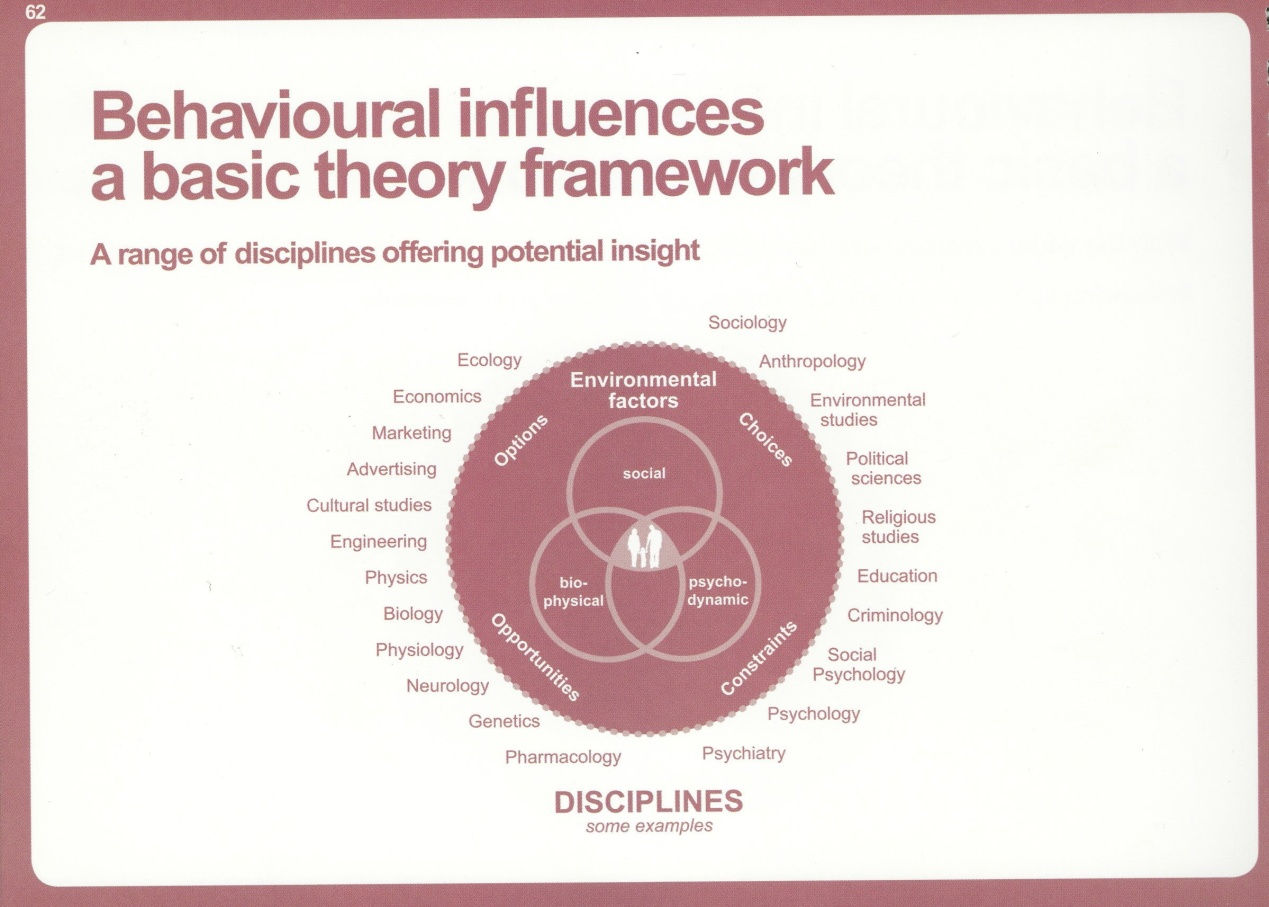 62
Behavioural influences
a basic theory framework
A range of disciplines offering potential insight
Sociology
Anthropology
Environmental
studies
Political
sciences
Religious
studies
Education
Criminology
Social
Psychology
Psychology
Psychiatry
Ecology
Economics
Marketing
Advertising
Cultural studies
Engineering
Physics
Biology
Physiology
Neurology
Genetics
Pharmacology
Environmental
factors
Options
Choices
social
bio-
physical
psycho-
dynamic
Opportunities
Constraints
DISCIPLINES
some examples